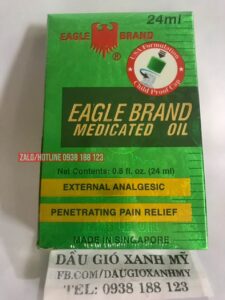 24ml
EAGLE BRAND
®
USA Formulation
Child Proof Cap
EAGLE BRAND
MEDICATED OIL
ZALO/HOTLINE 0938 188 123
Net Contents: 0.8 fl. oz. (24 ml)
EXTERNAL ANALGESIC
PENETRATING PAIN RELIEF
MADE IN SINGAPORE
DẦU GIÓ XANH MỸ
FB.COM/DAUGIOXANHMY
TEL: 0938 188 123